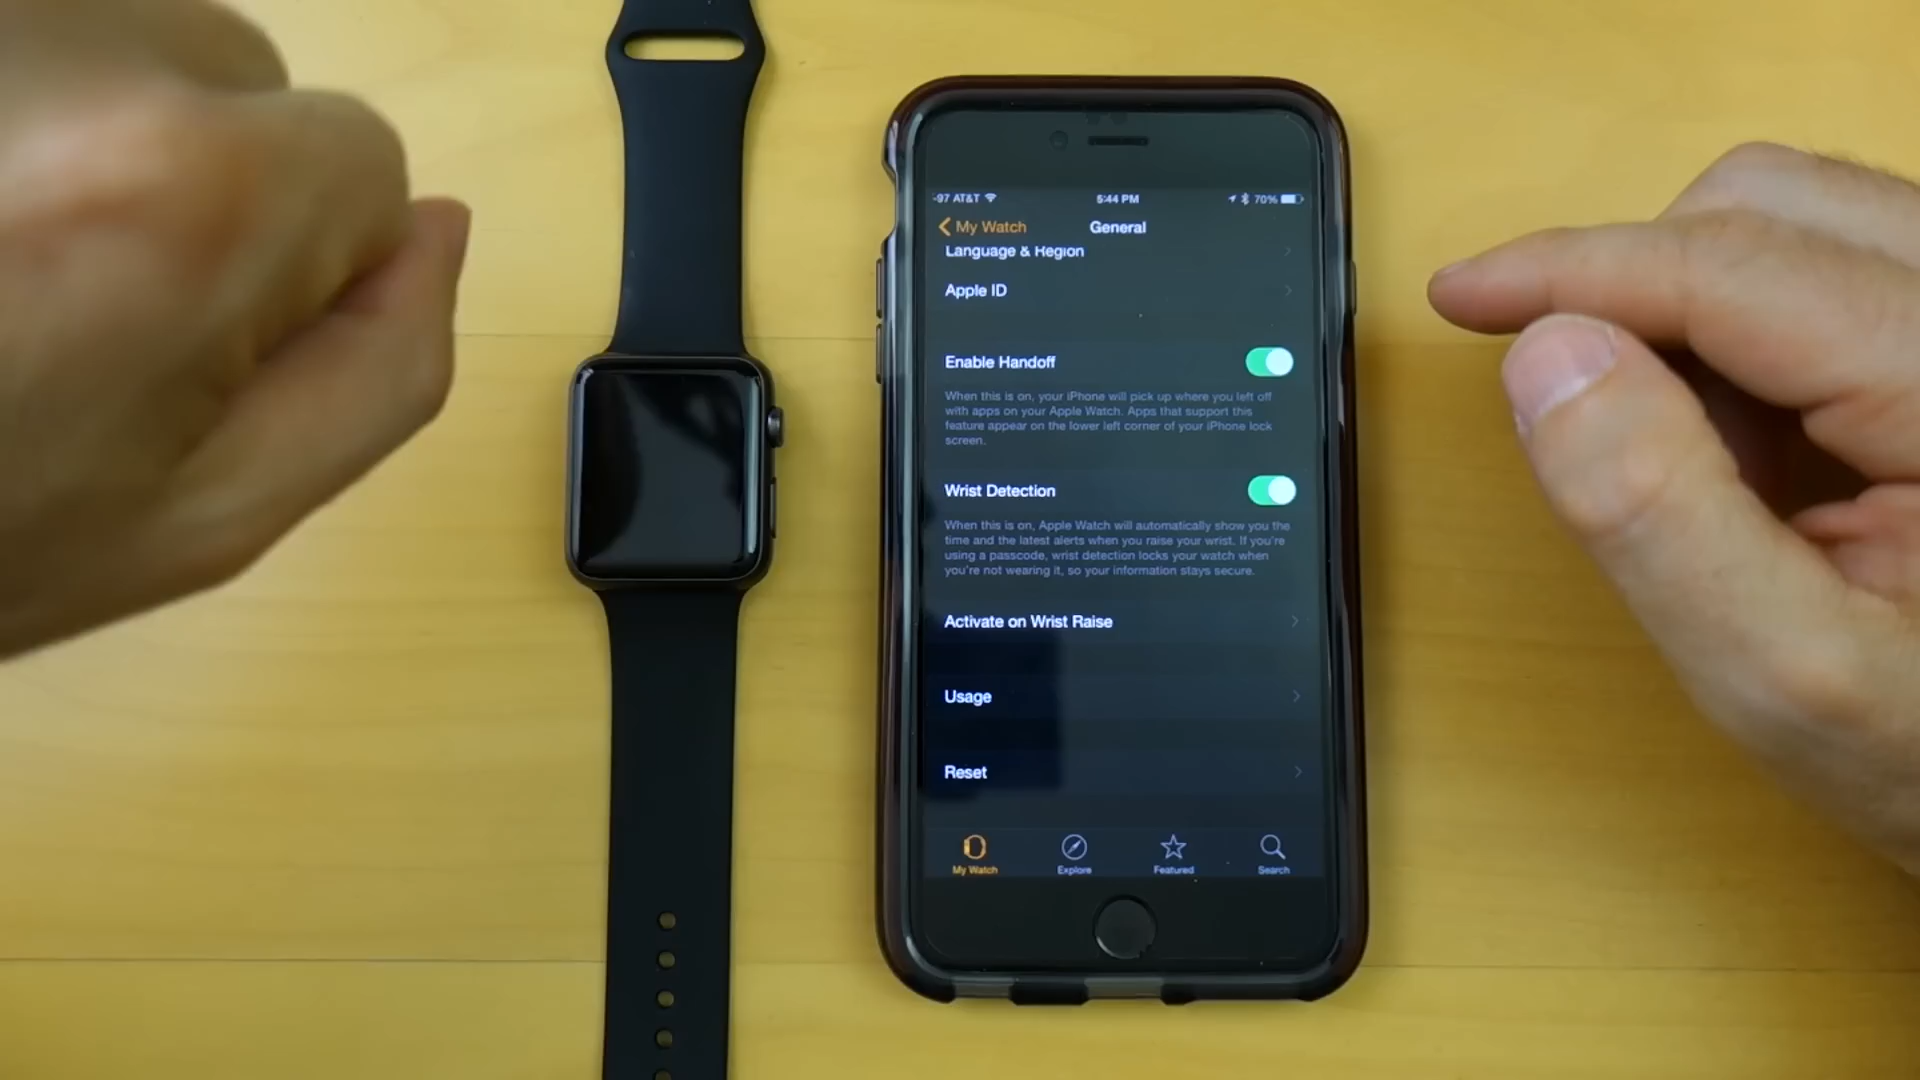 -97 AT&T 5:44 PM 70%
My Watch General
Language & Region
Apple ID
Enable Handoff
When this is on, your iPhone will pick up where you left off
with apps on your Apple Watch. Apps that support this
feature appear on the lower left corner of your iPhone lock
screen.
Wrist Detection
When this is on, Apple Watch will automatically show you the
time and the latest alerts when you raise your wrist. If you're
using a passcode, wrist detection locks your watch when
you're not wearing it, so your information stays secure.
Activate on Wrist Raise
Usage
Reset
My Watch Explore Featured Search